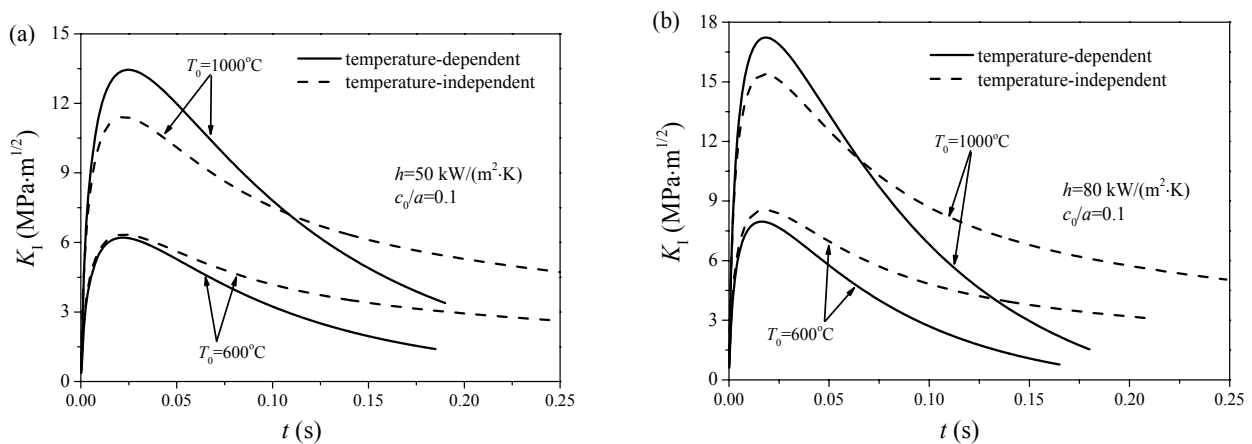 (a)
15
12
9
6
3
0
K_I (MPa·m^{1/2})
T_0=1000°C
temperature-dependent
temperature-independent
h=50 kW/(m²·K)
c_0/a=0.1
T_0=600°C
0.00 0.05 0.10 0.15 0.20 0.25
t (s)
(b)
18
15
12
9
6
3
0
K_I (MPa·m^{1/2})
temperature-dependent
temperature-independent
T_0=1000°C
h=80 kW/(m²·K)
c_0/a=0.1
T_0=600°C
0.00 0.05 0.10 0.15 0.20 0.25
t (s)